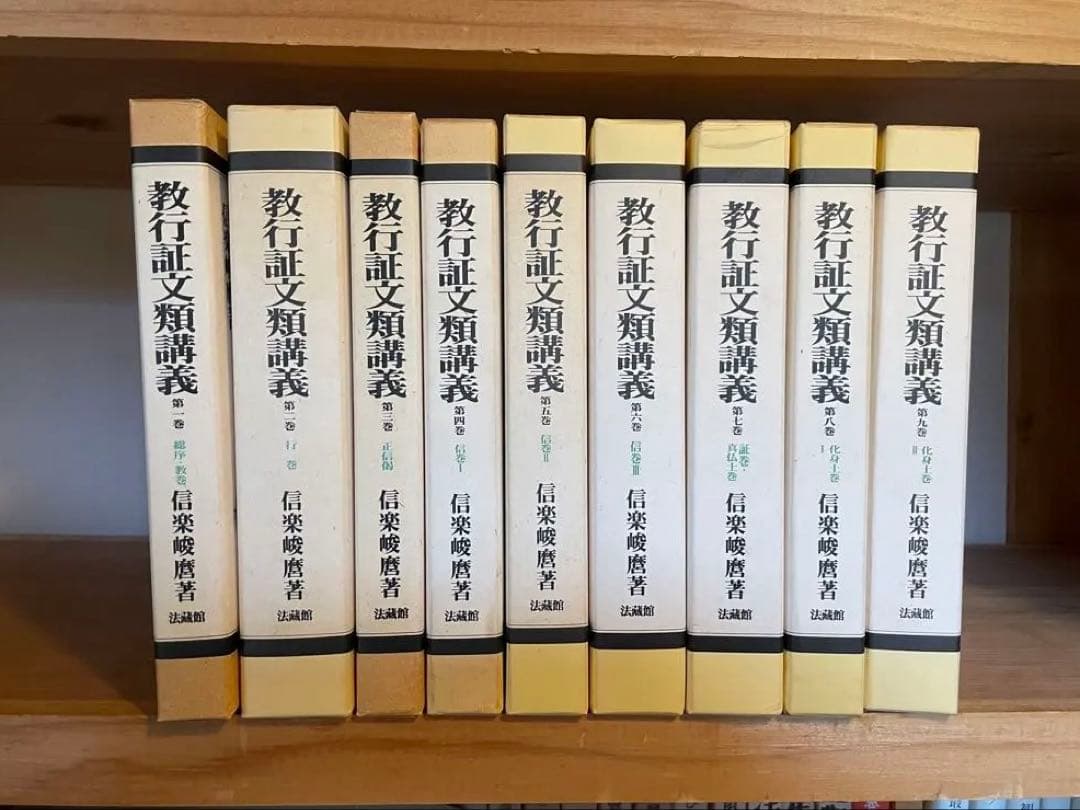 教行証文類講義
第一巻
総序・教巻
信楽峻麿著
法藏館
教行証文類講義
第二巻
行 巻
信楽峻麿著
法藏館
教行証文類講義
第三巻
正信偈
信楽峻麿著
法藏館
教行証文類講義
第四巻
信巻Ⅰ
信楽峻麿著
法藏館
教行証文類講義
第五巻
信巻Ⅱ
信楽峻麿著
法藏館
教行証文類講義
第六巻
信巻Ⅲ
信楽峻麿著
法藏館
教行証文類講義
第七巻
証巻・
真仏土巻
信楽峻麿著
法藏館
教行証文類講義
第八巻
化身土巻
Ⅰ
信楽峻麿著
法藏館
教行証文類講義
第九巻
化身土巻
Ⅱ
信楽峻麿著
法藏館